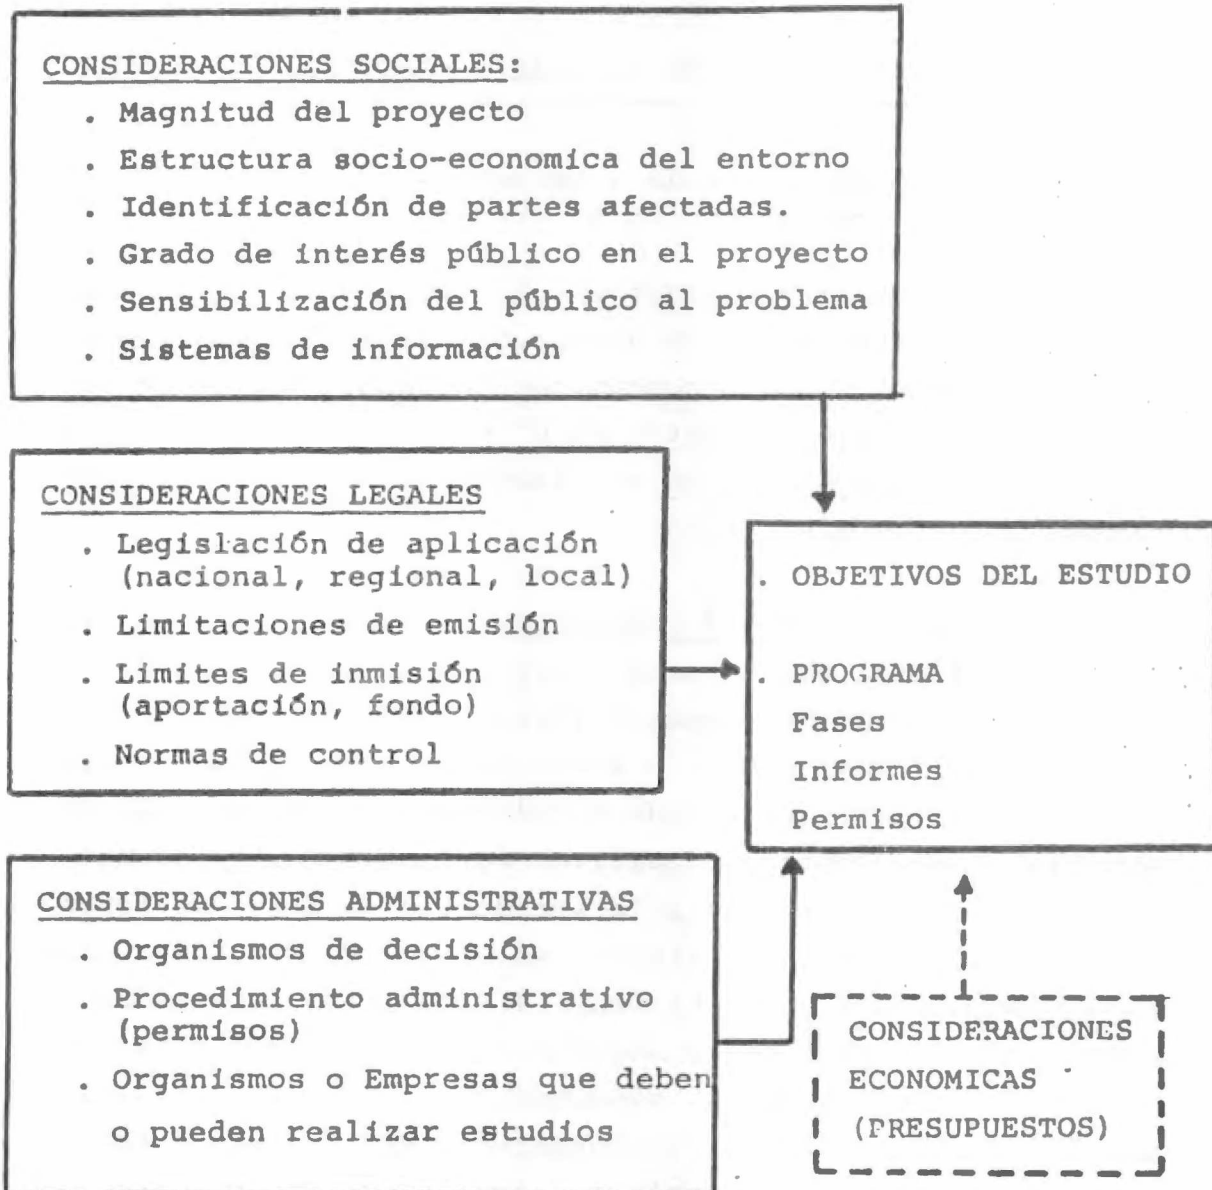 CONSIDERACIONES SOCIALES:
. Magnitud del proyecto
. Estructura socio-economica del entorno
. Identificación de partes afectadas.
. Grado de interés público en el proyecto
. Sensibilización del público al problema
. Sistemas de información
CONSIDERACIONES LEGALES
. Legislación de aplicación
(nacional, regional, local)
. Limitaciones de emisión
. Limites de inmisión
(aportación, fondo)
. Normas de control
. OBJETIVOS DEL ESTUDIO
. PROGRAMA
Fases
Informes
Permisos
CONSIDERACIONES ADMINISTRATIVAS
. Organismos de decisión
. Procedimiento administrativo
(permisos)
. Organismos o Empresas que deben
o pueden realizar estudios
CONSIDERACIONES
ECONOMICAS
(PRESUPUESTOS)